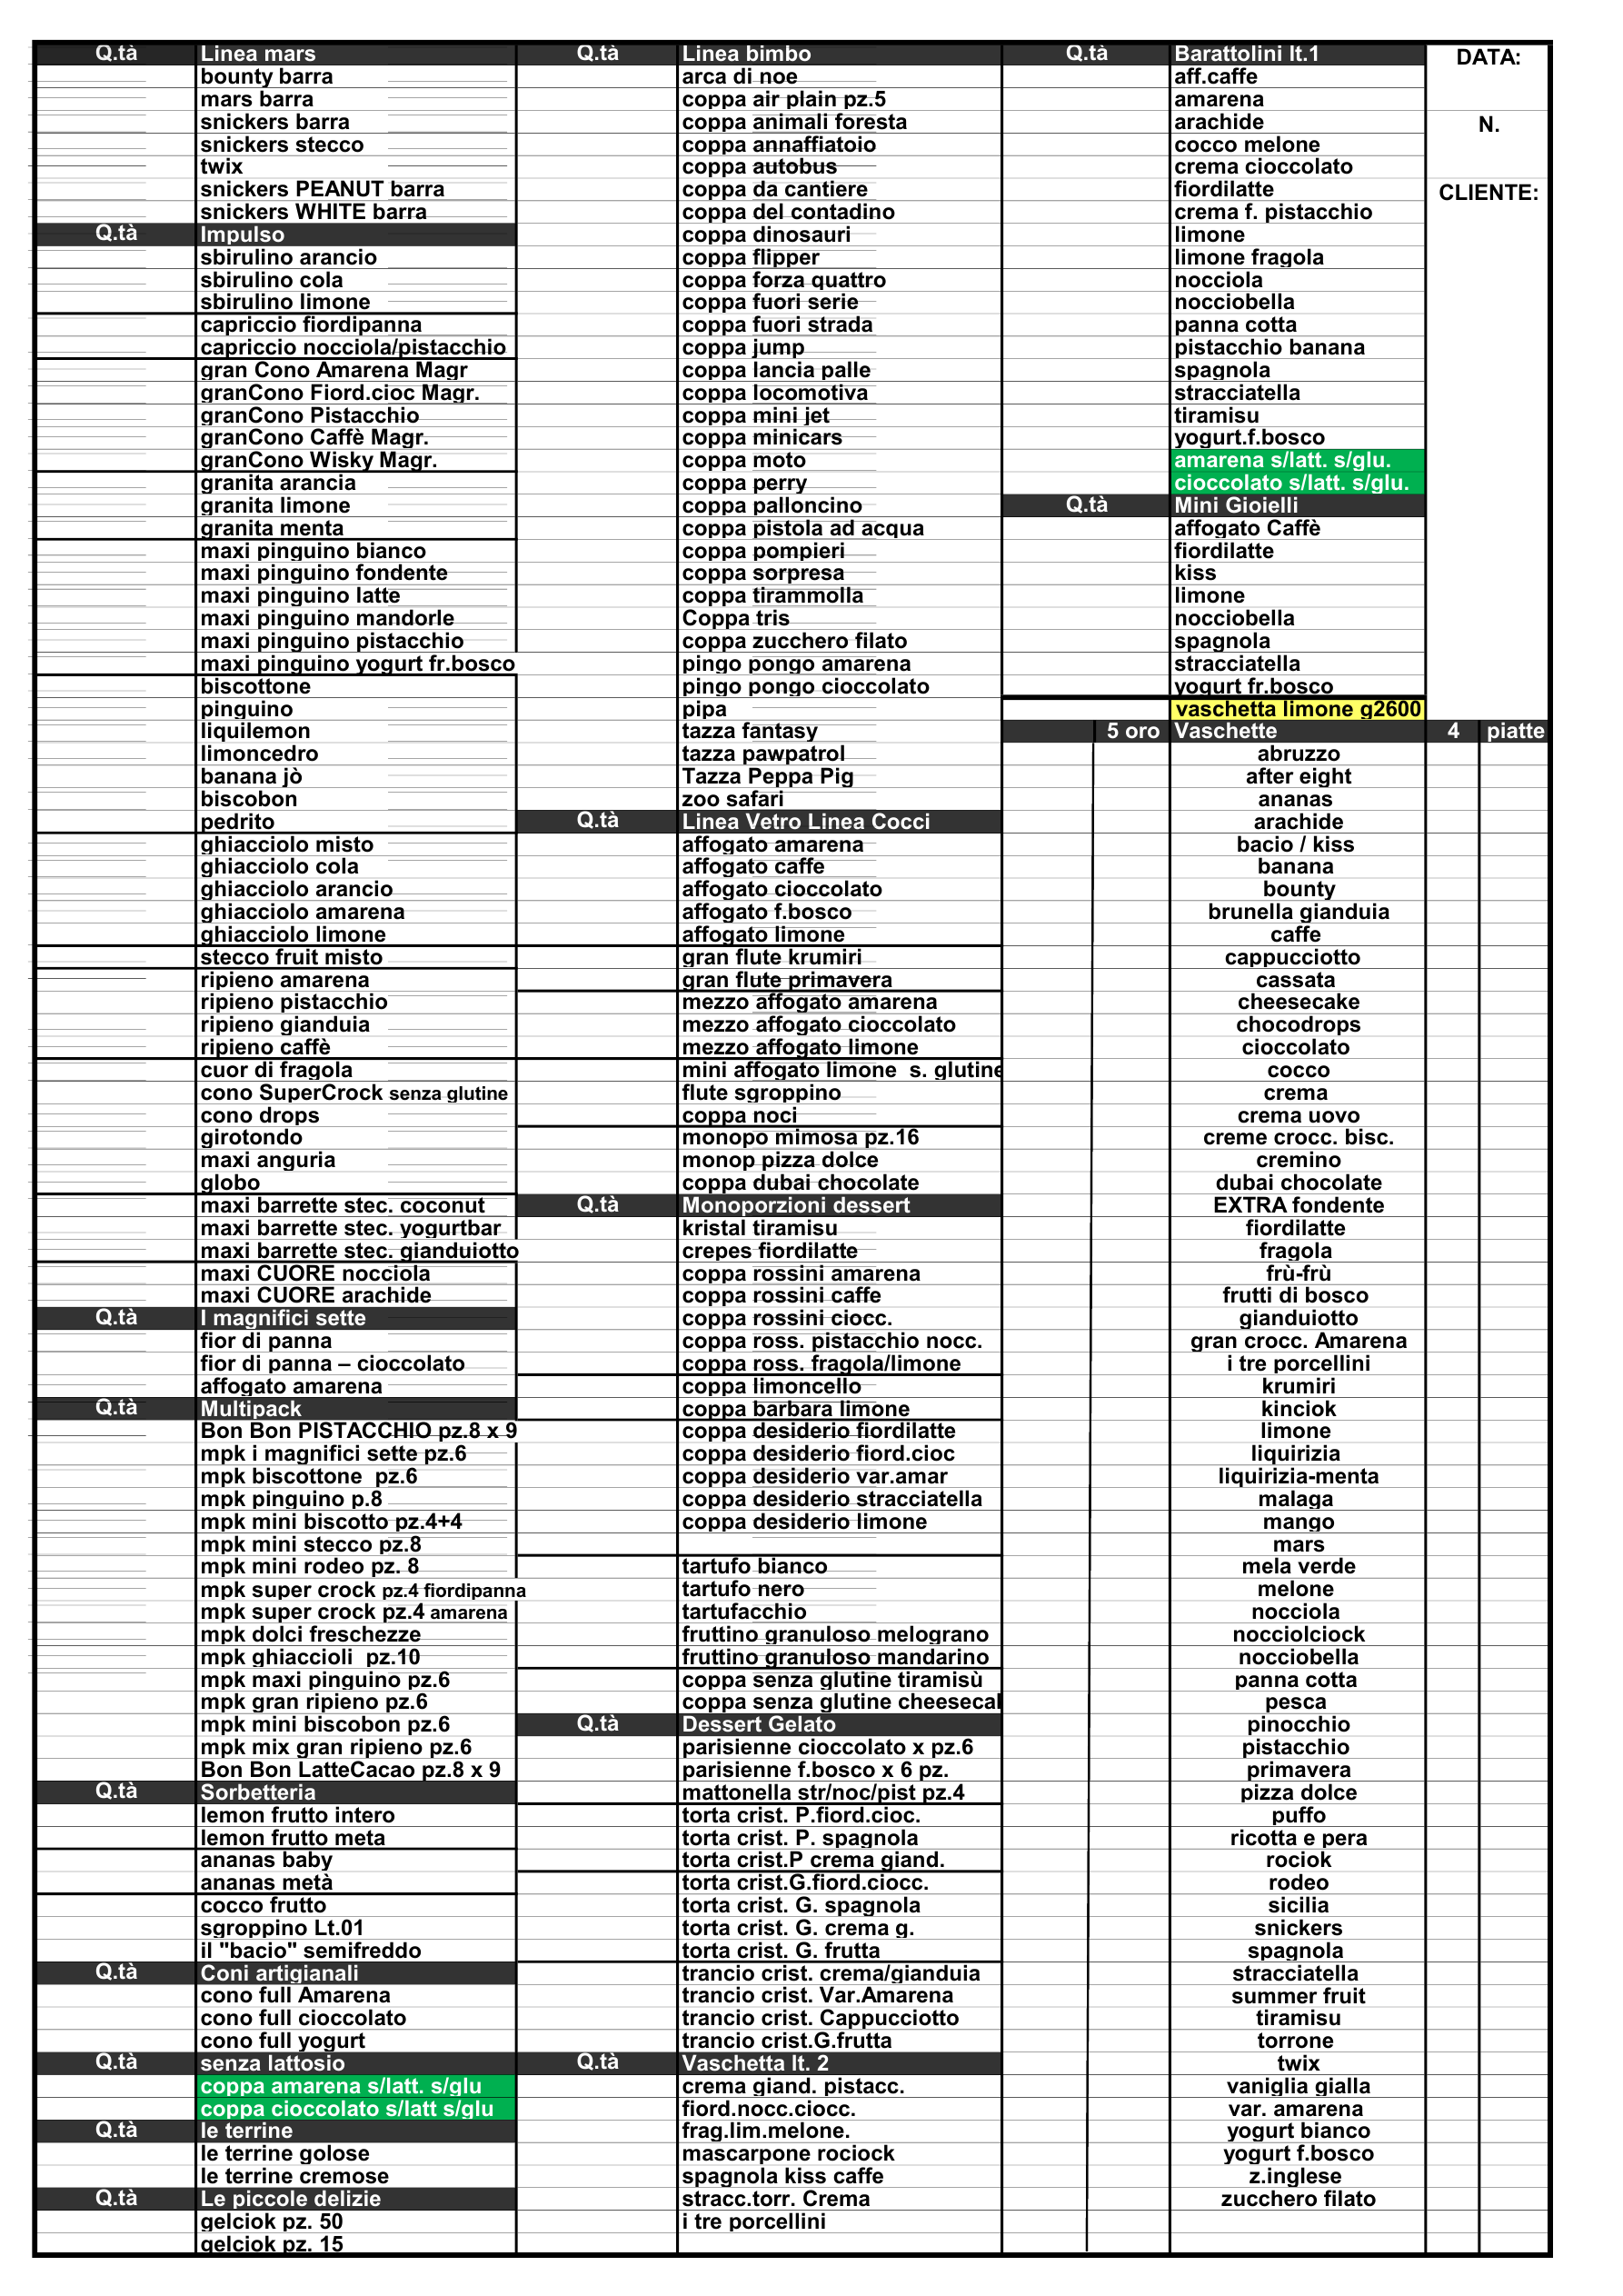 Q.tà Linea mars
bounty barra
mars barra
snickers barra
snickers stecco
twix
snickers PEANUT barra
snickers WHITE barra
Q.tà Impulso
sbirulino arancio
sbirulino cola
sbirulino limone
capriccio fiordipanna
capriccio nocciola/pistacchio
gran Cono Amarena Magr
granCono Fiord.cioc Magr.
granCono Pistacchio
granCono Caffè Magr.
granCono Wisky Magr.
granita arancia
granita limone
granita menta
maxi pinguino bianco
maxi pinguino fondente
maxi pinguino latte
maxi pinguino mandorle
maxi pinguino pistacchio
maxi pinguino yogurt fr.bosco
biscottone
pinguino
liquilemon
limoncedro
banana jò
biscobon
pedrito
ghiacciolo misto
ghiacciolo cola
ghiacciolo arancio
ghiacciolo amarena
ghiacciolo limone
stecco fruit misto
ripieno amarena
ripieno pistacchio
ripieno gianduia
ripieno caffè
cuor di fragola
cono SuperCrock senza glutine
cono drops
girotondo
maxi anguria
globo
maxi barrette stec. coconut
maxi barrette stec. yogurtbar
maxi barrette stec. gianduiotto
maxi CUORE nocciola
maxi CUORE arachide
Q.tà I magnifici sette
fior di panna
fior di panna – cioccolato
affogato amarena
Q.tà Multipack
Bon Bon PISTACCHIO pz.8 x 9
mpk i magnifici sette pz.6
mpk biscottone pz.6
mpk pinguino p.8
mpk mini biscotto pz.4+4
mpk mini stecco pz.8
mpk mini rodeo pz. 8
mpk super crock pz.4 fiordipanna
mpk super crock pz.4 amarena
mpk dolci freschezze
mpk ghiaccioli pz.10
mpk maxi pinguino pz.6
mpk gran ripieno pz.6
mpk mini biscobon pz.6
mpk mix gran ripieno pz.6
Bon Bon LatteCacao pz.8 x 9
Q.tà Sorbetteria
lemon frutto intero
lemon frutto meta
ananas baby
ananas metà
cocco frutto
sgroppino Lt.01
il "bacio" semifreddo
Q.tà Coni artigianali
cono full Amarena
cono full cioccolato
cono full yogurt
Q.tà senza lattosio
coppa amarena s/latt. s/glu
coppa cioccolato s/latt s/glu
Q.tà le terrine
le terrine golose
le terrine cremose
Q.tà Le piccole delizie
gelciok pz. 50
gelciok pz. 15
Q.tà Linea bimbo
arca di noe
coppa air plain pz.5
coppa animali foresta
coppa annaffiatoio
coppa autobus
coppa da cantiere
coppa del contadino
coppa dinosauri
coppa flipper
coppa forza quattro
coppa fuori serie
coppa fuori strada
coppa jump
coppa lancia palle
coppa locomotiva
coppa mini jet
coppa minicars
coppa moto
coppa perry
coppa palloncino
coppa pistola ad acqua
coppa pompieri
coppa sorpresa
coppa tirammolla
Coppa tris
coppa zucchero filato
pingo pongo amarena
pingo pongo cioccolato
pipa
tazza fantasy
tazza pawpatrol
Tazza Peppa Pig
zoo safari
Q.tà Linea Vetro Linea Cocci
affogato amarena
affogato caffe
affogato cioccolato
affogato f.bosco
affogato limone
gran flute krumiri
gran flute primavera
mezzo affogato amarena
mezzo affogato cioccolato
mezzo affogato limone
mini affogato limone s. glutine
flute sgroppino
coppa noci
monopo mimosa pz.16
monop pizza dolce
coppa dubai chocolate
Q.tà Monoporzioni dessert
kristal tiramisu
crepes fiordilatte
coppa rossini amarena
coppa rossini caffe
coppa rossini ciocc.
coppa ross. pistacchio nocc.
coppa ross. fragola/limone
coppa limoncello
coppa barbara limone
coppa desiderio fiordilatte
coppa desiderio fiord.cioc
coppa desiderio var.amar
coppa desiderio stracciatella
coppa desiderio limone
tartufo bianco
tartufo nero
tartufacchio
fruttino granuloso melograno
fruttino granuloso mandarino
coppa senza glutine tiramisù
coppa senza glutine cheesecal
Q.tà Dessert Gelato
parisienne cioccolato x pz.6
parisienne f.bosco x 6 pz.
mattonella str/noc/pist pz.4
torta crist. P.fiord.cioc.
torta crist. P. spagnola
torta crist.P crema giand.
torta crist.G.fiord.ciocc.
torta crist. G. spagnola
torta crist. G. crema g.
torta crist. G. frutta
trancio crist. crema/gianduia
trancio crist. Var.Amarena
trancio crist. Cappucciotto
trancio crist.G.frutta
Q.tà Vaschetta lt. 2
crema giand. pistacc.
fiord.nocc.ciocc.
frag.lim.melone.
mascarpone rociock
spagnola kiss caffe
stracc.torr. Crema
i tre porcellini
Q.tà Barattolini lt.1
aff.caffe
amarena
arachide
cocco melone
crema cioccolato
fiordilatte
crema f. pistacchio
limone
limone fragola
nocciola
nocciobella
panna cotta
pistacchio banana
spagnola
stracciatella
tiramisu
yogurt.f.bosco
amarena s/latt. s/glu.
cioccolato s/latt. s/glu.
Q.tà Mini Gioielli
affogato Caffè
fiordilatte
kiss
limone
nocciobella
spagnola
stracciatella
yogurt fr.bosco
vaschetta limone g2600
5 oro Vaschette 4 piatte
abruzzo
after eight
ananas
arachide
bacio / kiss
banana
bounty
brunella gianduia
caffe
cappucciotto
cassata
cheesecake
chocodrops
cioccolato
cocco
crema
crema uovo
creme crocc. bisc.
cremino
dubai chocolate
EXTRA fondente
fiordilatte
fragola
frù-frù
frutti di bosco
gianduiotto
gran crocc. Amarena
i tre porcellini
krumiri
kinciok
limone
liquirizia
liquirizia-menta
malaga
mango
mars
mela verde
melone
nocciola
nocciolciock
nocciobella
panna cotta
pesca
pinocchio
pistacchio
primavera
pizza dolce
puffo
ricotta e pera
rociok
rodeo
sicilia
snickers
spagnola
stracciatella
summer fruit
tiramisu
torrone
twix
vaniglia gialla
var. amarena
yogurt bianco
yogurt f.bosco
z.inglese
zucchero filato
DATA:
N.
CLIENTE: